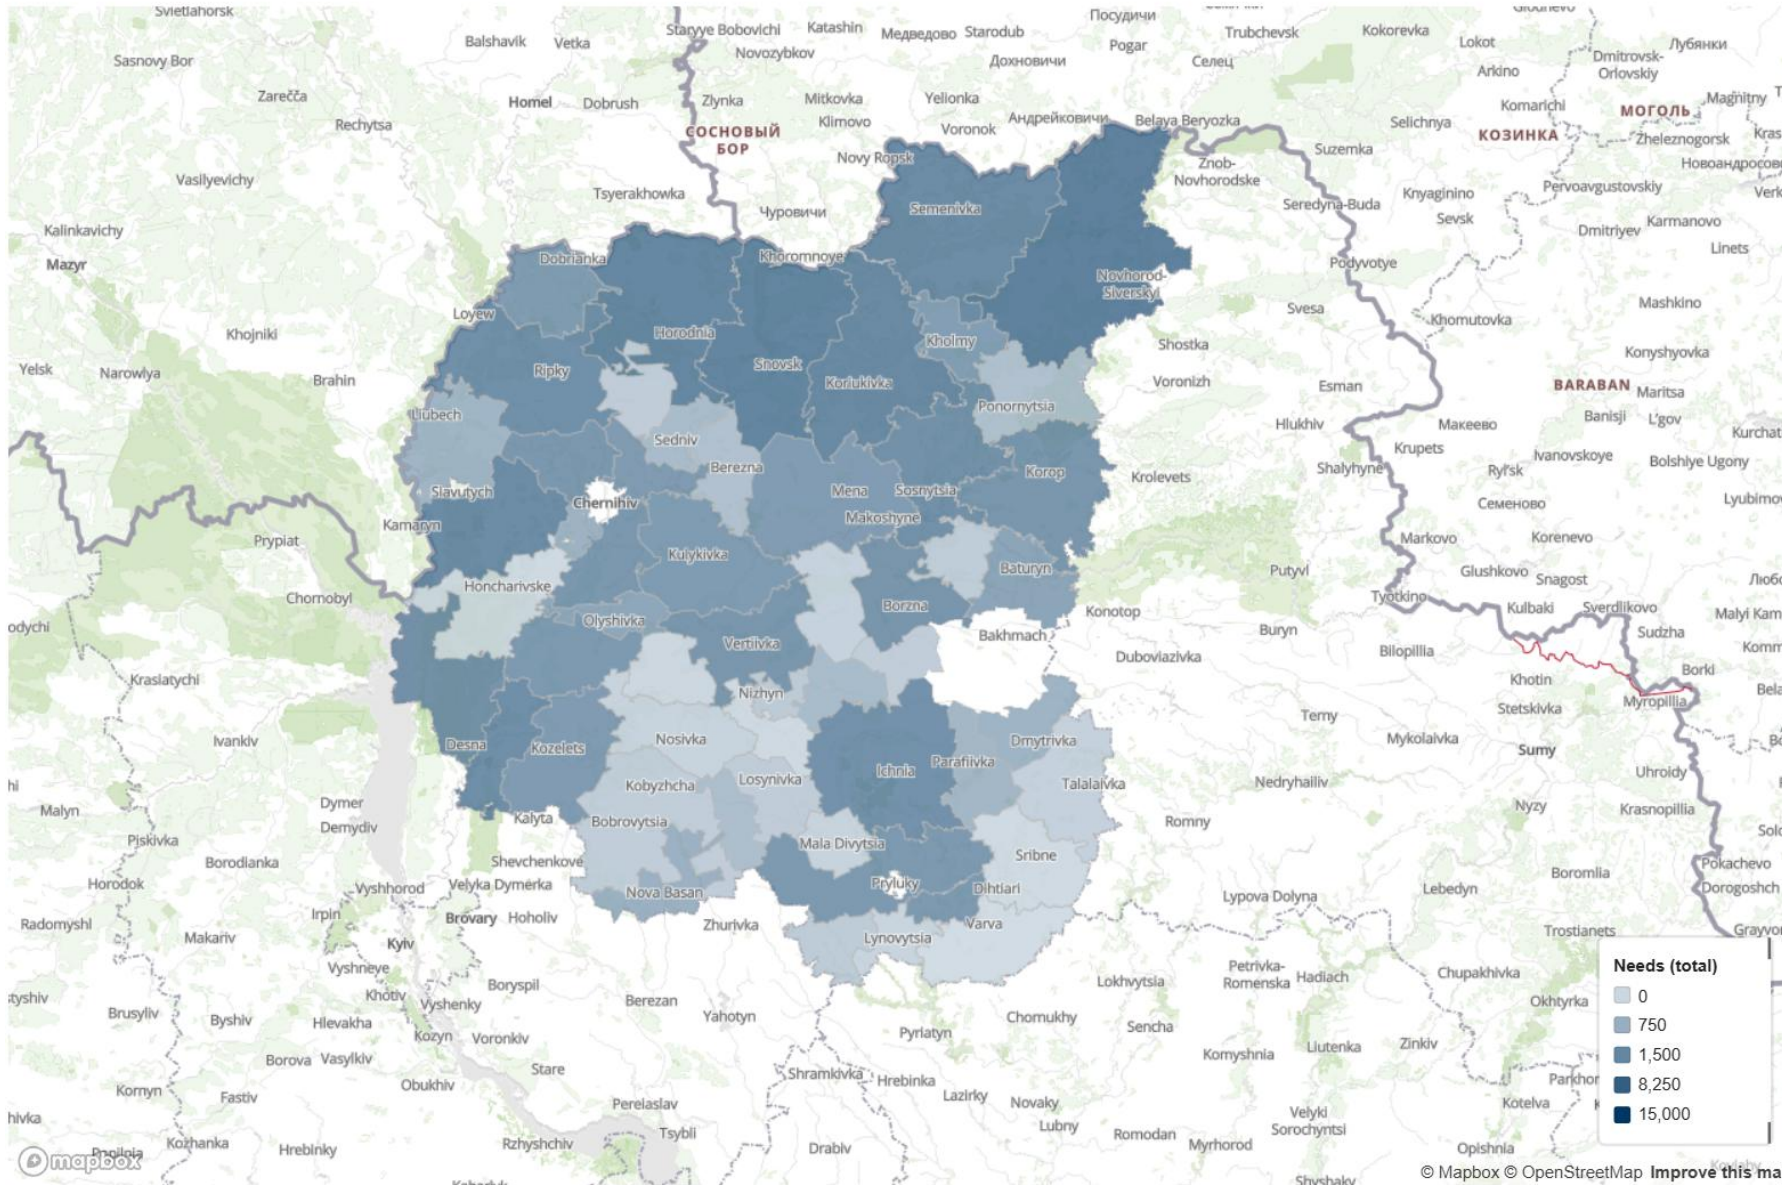 Svietlahorsk
Staryye Bobovichi
Katashin
Посудичи
Balshavik
Vetka
Novozybkov
Медведово
Starodub
Pogar
Trubchevsk
Kokorevka
Lokot
Лубянки
Sasnovy Bor
Дохновичи
Селец
Arkino
Dmitrovsk-
Orlovskiy
Zarečča
Homel
Dobrush
Zlynka
Mitkovka
Yelionka
Komarichi
Magnitny
Rechytsa
СОСНОВЫЙ
БОР
Klimovo
Voronok
Андрейковичи
Belaya Beryozka
Selichnya
КОЗИНКА
МОГОЛЬ
Zheleznogorsk
Novy Ropsk
Suzemka
Новоандросово
Vasilyevichy
Tsyerakhowka
Znob-
Novhorodske
Knyaginino
Pervoavgustovskiy
Чуровичи
Semenivka
Seredyna-Buda
Sevsk
Karmanovo
Kalinkavichy
Dmitriyev
Linets
Mazyr
Dobrianka
Khoromnoye
Podyvotye
Novhorod-
Siverskyi
Mashkino
Loyew
Svesa
Khomutovka
Khojniki
Horodnia
Kholmy
Shostka
Konyshyovka
Yelsk
Narowlya
Brahin
Ripky
Snovsk
Koriukivka
Voronizh
Esman
BARABAN
Maritsa
Liubech
Ponornytsia
Hlukhiv
Макеево
Banisji
L'gov
Kurchat
Sedniv
Krupets
Ivanovskoye
Berezna
Korop
Krolevets
Shalyhyne
Ryl'sk
Bolshiye Ugony
Slavutych
Chernihiv
Mena
Sosnytsia
Семеново
Lyubimov
Kamaryn
Makoshyne
Prypiat
Kulykivka
Markovo
Korenevo
Baturyn
Putyvl
Glushkovo
Snagost
Honcharivske
Chornobyl
Borzna
Konotop
Tyotkino
Kulbaki
Sverdlikovo
Malyi Kam
Olyshivka
Bakhmach
Buryn
Sudzha
Vertiivka
Duboviazivka
Bilopillia
Borki
Krasiatychi
Khotin
Nizhyn
Stetskivka
Myropillia
Terny
Ivankiv
Desna
Kozelets
Nosivka
Dmytrivka
Mykolaivka
Sumy
Ichnia
Parafiivka
Uhroidy
Kobyzhcha
Losynivka
Talalaivka
Nedryhailiv
Malyn
Dymer
Kalyta
Bobrovytsia
Romny
Nyzy
Krasnopillia
Demydiv
Piskivka
Mala Divytsia
Sribne
Borodianka
Shevchenkove
Pokachevo
Horodok
Vyshhorod
Velyka Dymerka
Nova Basan
Pryluky
Dihtiari
Lypova Dolyna
Lebedyn
Boromlia
Dorogoshch
Radomyshl
Irpin
Brovary
Hoholiv
Zhurivka
Varva
Trostianets
Makariv
Kyiv
Lynovytsia
Vyshneve
Petrivka-
Romenska
Hadiach
Chupakhivka
Khotiv
Boryspil
Berezan
Lokhvytsia
Okhtyrka
Brusyliv
Byshiv
Hlevakha
Vyshenky
Yahotyn
Chornukhy
Sencha
Kozyn
Voronkiv
Pyriatyn
Zinkiv
Borova
Vasylkiv
Stare
Komyshnia
Liutenka
Kornyn
Obukhiv
Shramkivka
Hrebinka
Kotelva
Fastiv
Pereiaslav
Lazirky
Novaky
Velyki
Sorochyntsi
Tsybli
Lubny
Romodan
Kozhanka
Hrebinky
Rzhyshchiv
Drabiv
Myrhorod
Opishnia
Shyshaky
Needs (total)
0
750
1,500
8,250
15,000
mapbox
© Mapbox © OpenStreetMap Improve this ma